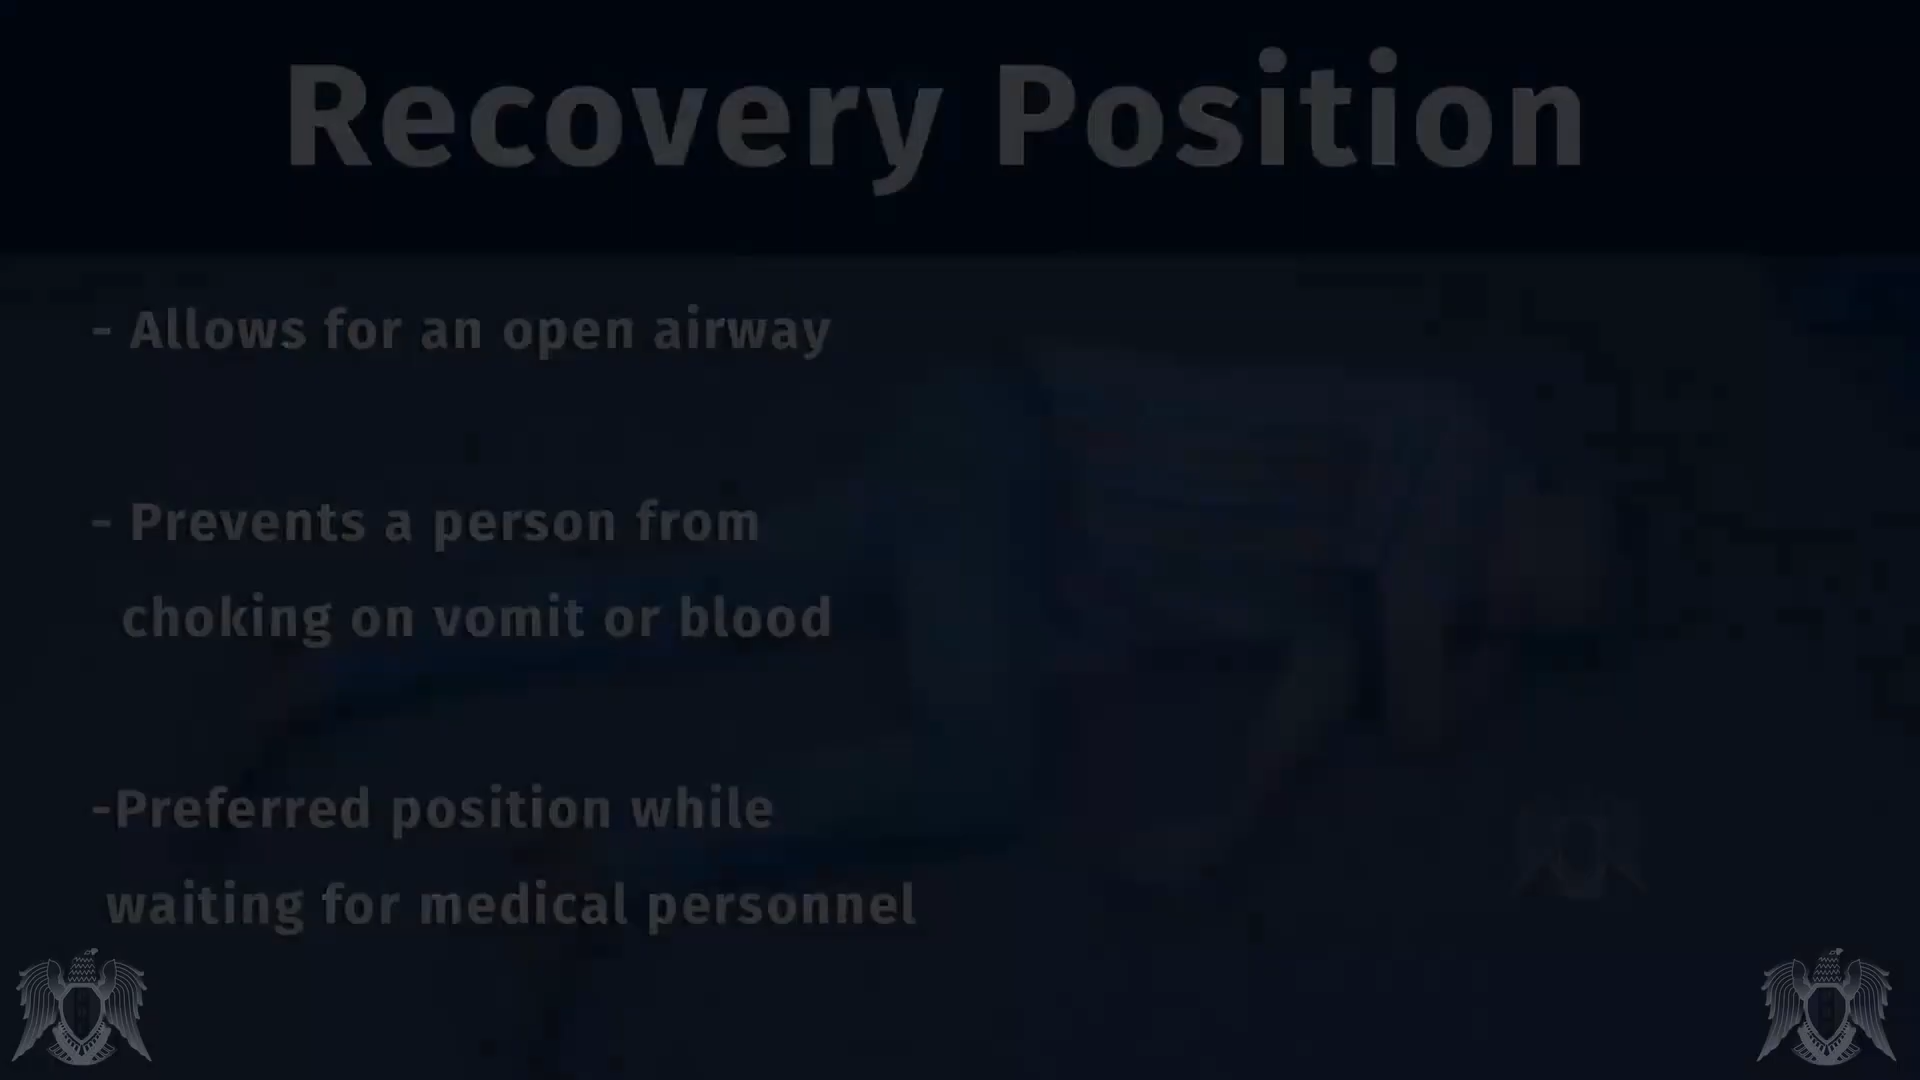 Recovery Position
- Allows for an open airway
- Prevents a person from
choking on vomit or blood
-Preferred position while
waiting for medical personnel